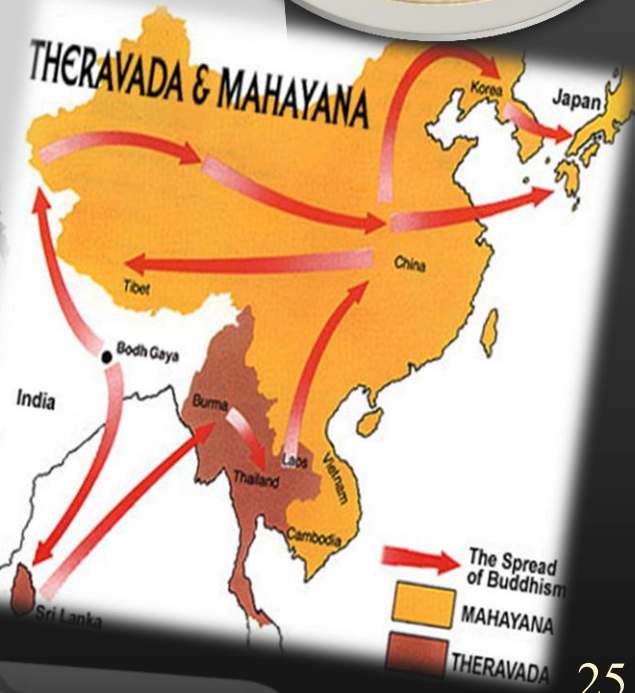 THERAVADA & MAHAYANA
Korea
Japan
China
Tibet
Bodh Gaya
India
Burma
Laos
Thailand
Vietnam
Cambodia
Sri Lanka
The Spread
of Buddhism
MAHAYANA
THERAVADA
25